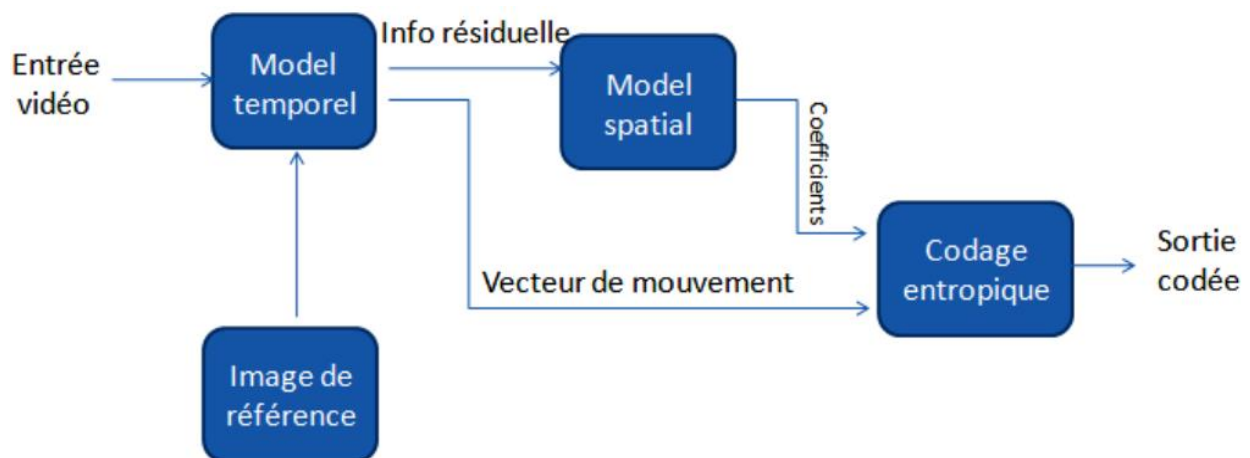 Entrée
vidéo
Model
temporel
Info résiduelle
Model
spatial
Coefficients
Vecteur de mouvement
Codage
entropique
Sortie
codée
Image de
référence